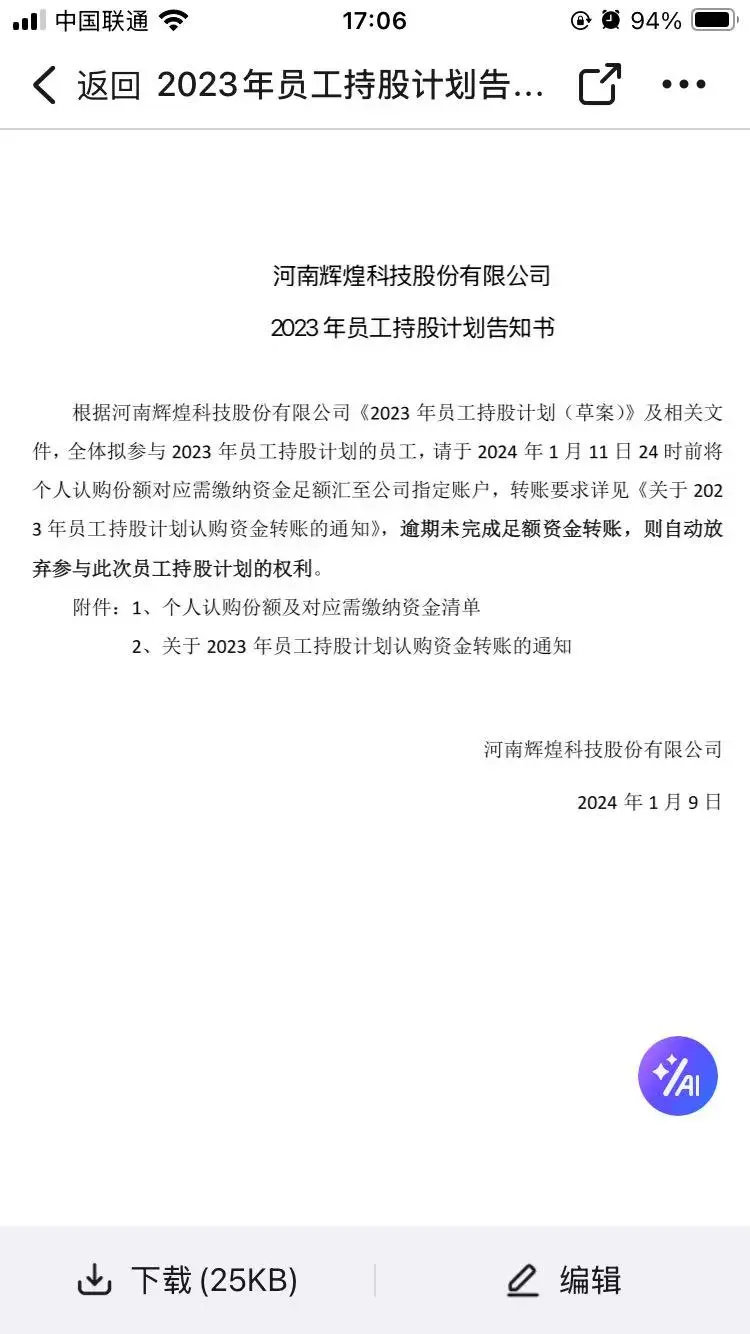 中国联通 17:06 94%
返回 2023年员工持股计划告...
河南辉煌科技股份有限公司
2023 年员工持股计划告知书
根据河南辉煌科技股份有限公司《2023 年员工持股计划（草案）》及相关文
件，全体拟参与 2023 年员工持股计划的员工，请于 2024 年 1 月 11 日 24 时前将
个人认购份额对应需缴纳资金足额汇至公司指定账户，转账要求详见《关于 202
3 年员工持股计划认购资金转账的通知》，逾期未完成足额资金转账，则自动放
弃参与此次员工持股计划的权利。
附件：1、个人认购份额及对应需缴纳资金清单
2、关于 2023 年员工持股计划认购资金转账的通知
河南辉煌科技股份有限公司
2024 年 1 月 9 日
AI
下载 (25KB) 编辑